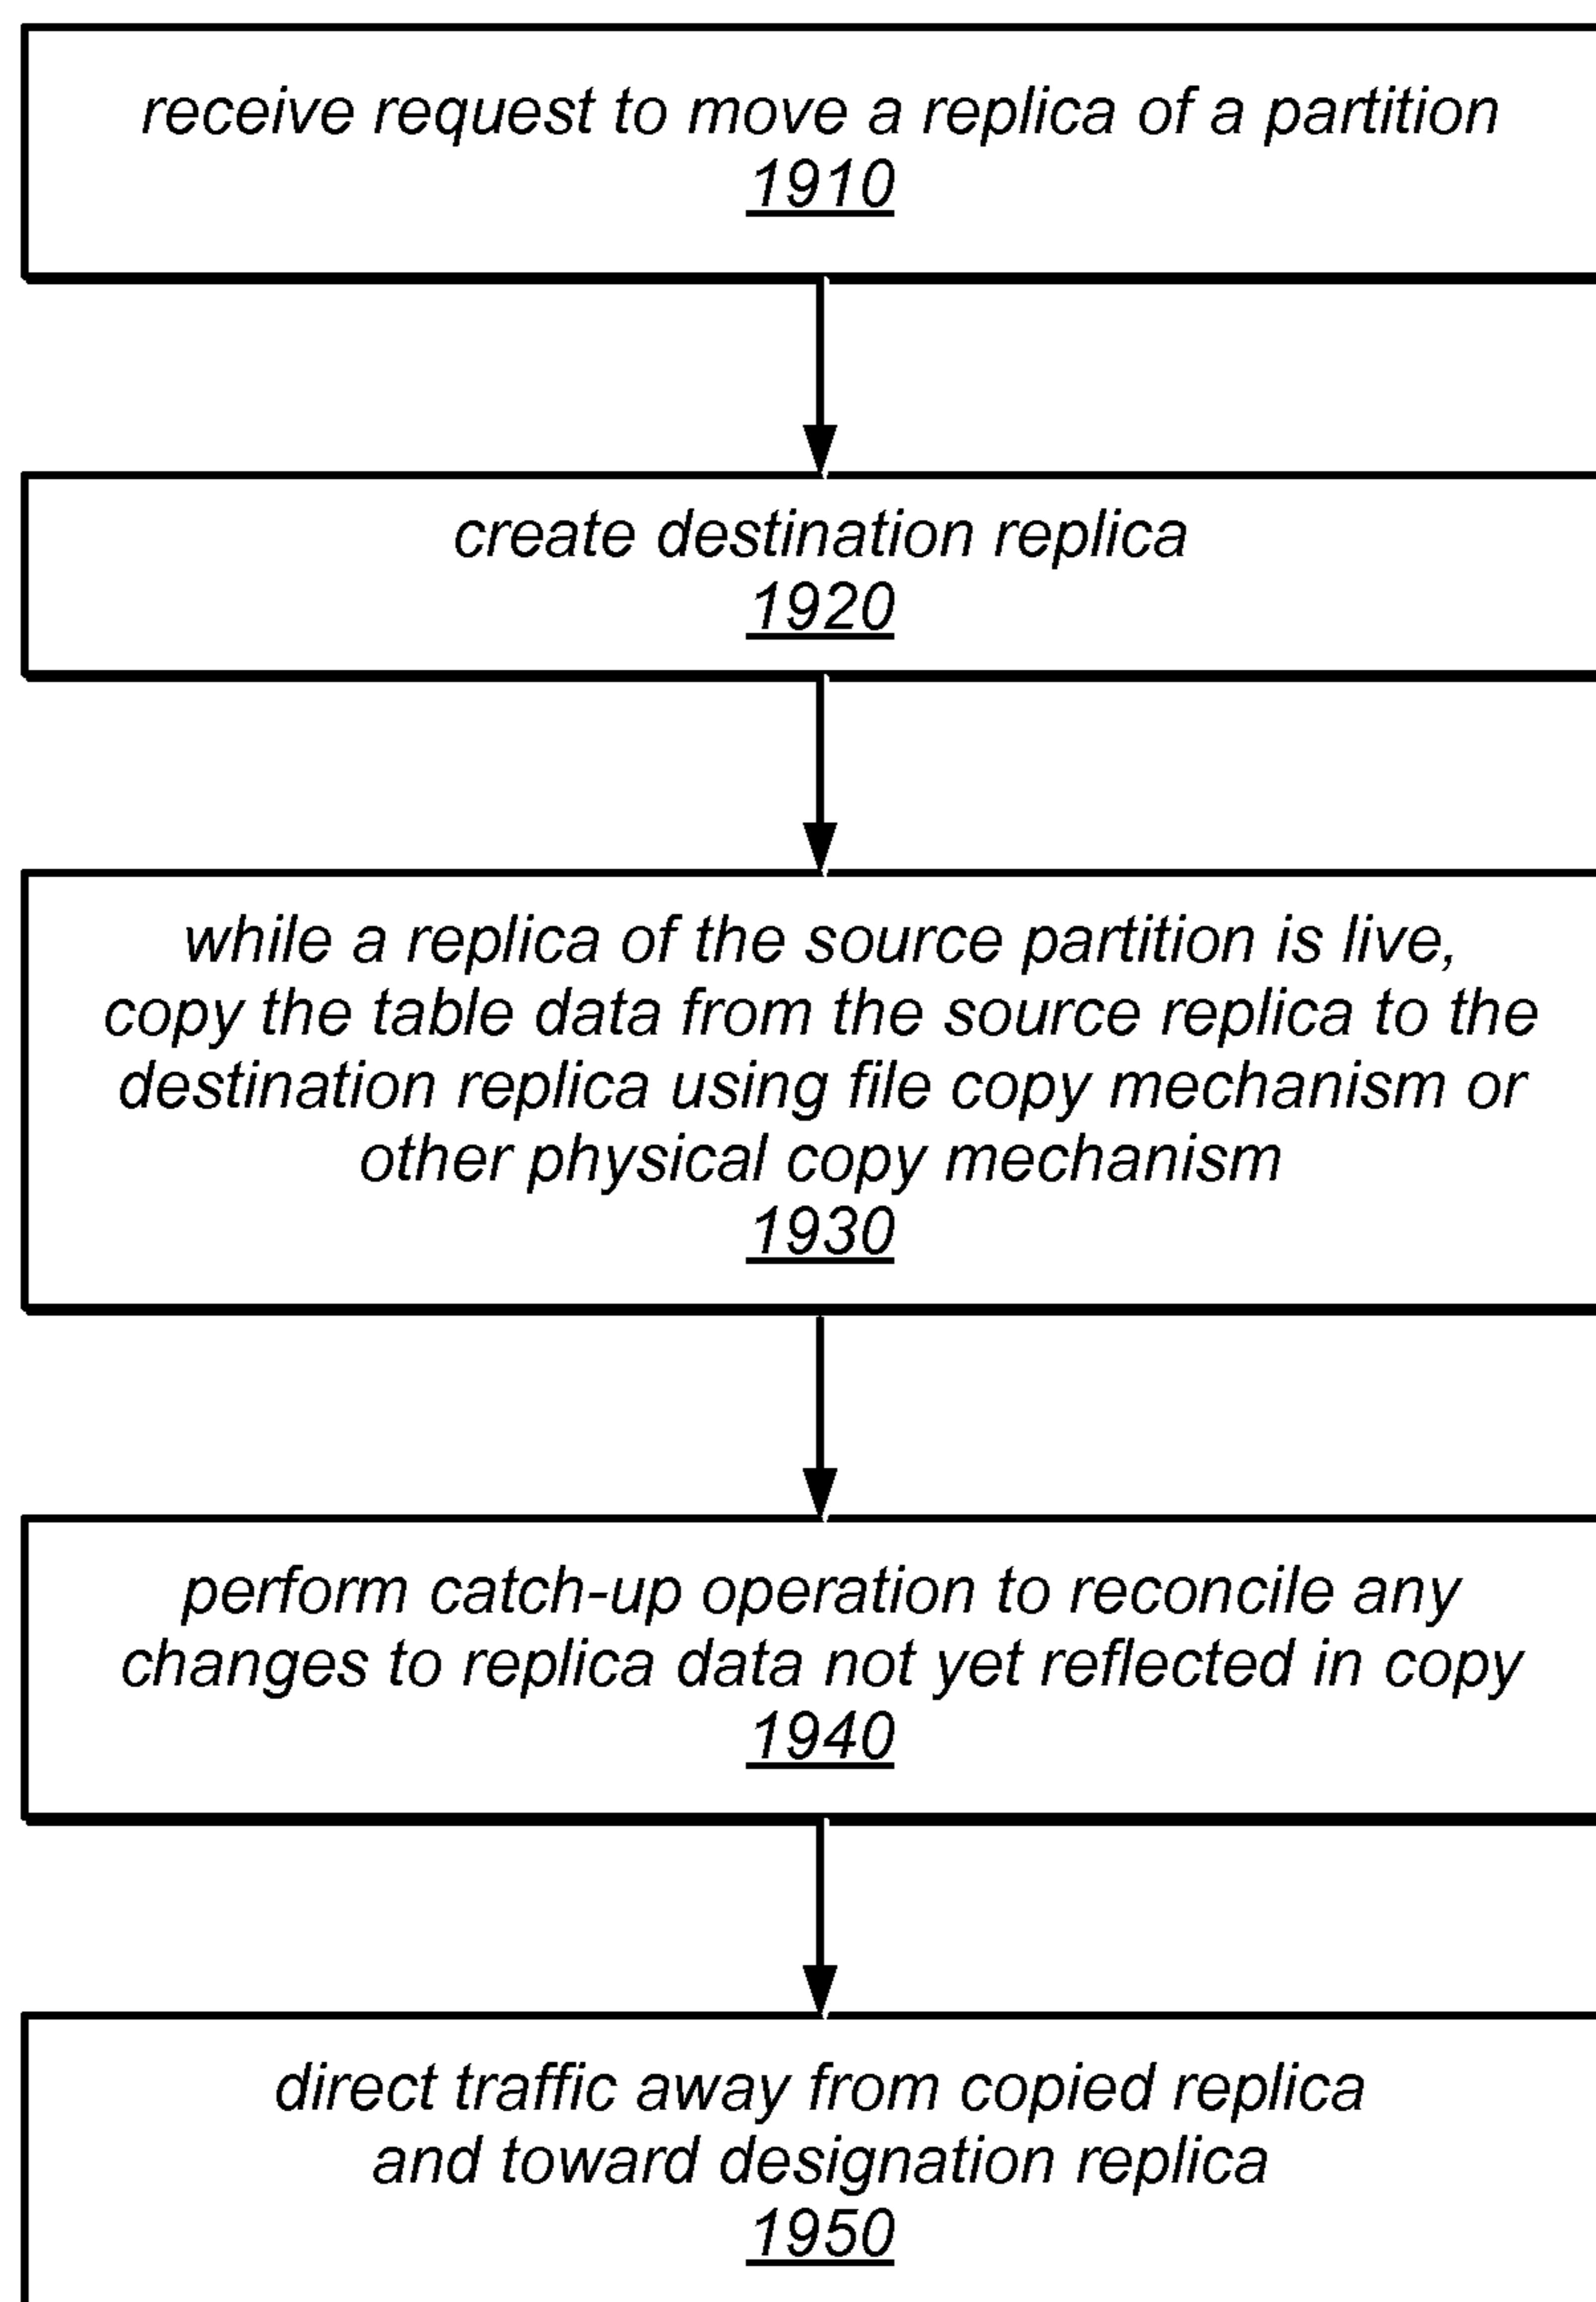 receive request to move a replica of a partition
1910
create destination replica
1920
while a replica of the source partition is live,
copy the table data from the source replica to the
destination replica using file copy mechanism or
other physical copy mechanism
1930
perform catch-up operation to reconcile any
changes to replica data not yet reflected in copy
1940
direct traffic away from copied replica
and toward designation replica
1950